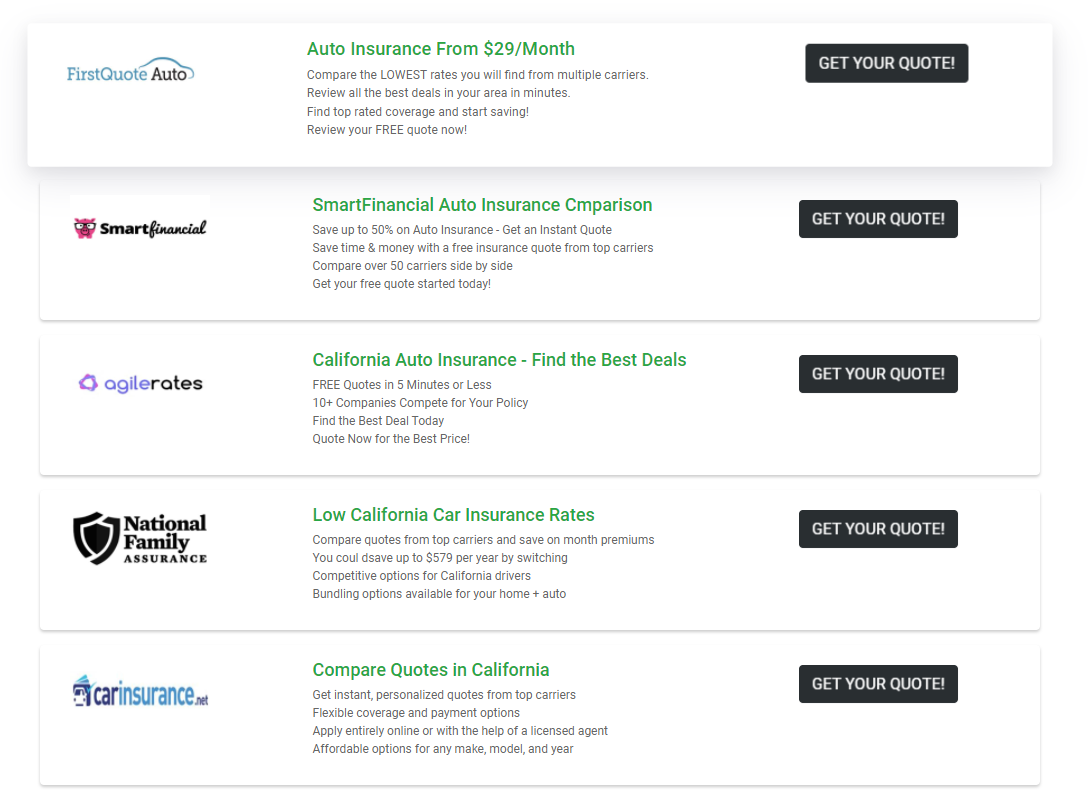 FirstQuote Auto
Auto Insurance From $29/Month
Compare the LOWEST rates you will find from multiple carriers.
Review all the best deals in your area in minutes.
Find top rated coverage and start saving!
Review your FREE quote now!
GET YOUR QUOTE!
Smartfinancial
SmartFinancial Auto Insurance Cmparison
Save up to 50% on Auto Insurance - Get an Instant Quote
Save time & money with a free insurance quote from top carriers
Compare over 50 carriers side by side
Get your free quote started today!
GET YOUR QUOTE!
agilerates
California Auto Insurance - Find the Best Deals
FREE Quotes in 5 Minutes or Less
10+ Companies Compete for Your Policy
Find the Best Deal Today
Quote Now for the Best Price!
GET YOUR QUOTE!
National
Family
ASSURANCE
Low California Car Insurance Rates
Compare quotes from top carriers and save on month premiums
You coul dsave up to $579 per year by switching
Competitive options for California drivers
Bundling options available for your home + auto
GET YOUR QUOTE!
carinsurance.net
Compare Quotes in California
Get instant, personalized quotes from top carriers
Flexible coverage and payment options
Apply entirely online or with the help of a licensed agent
Affordable options for any make, model, and year
GET YOUR QUOTE!